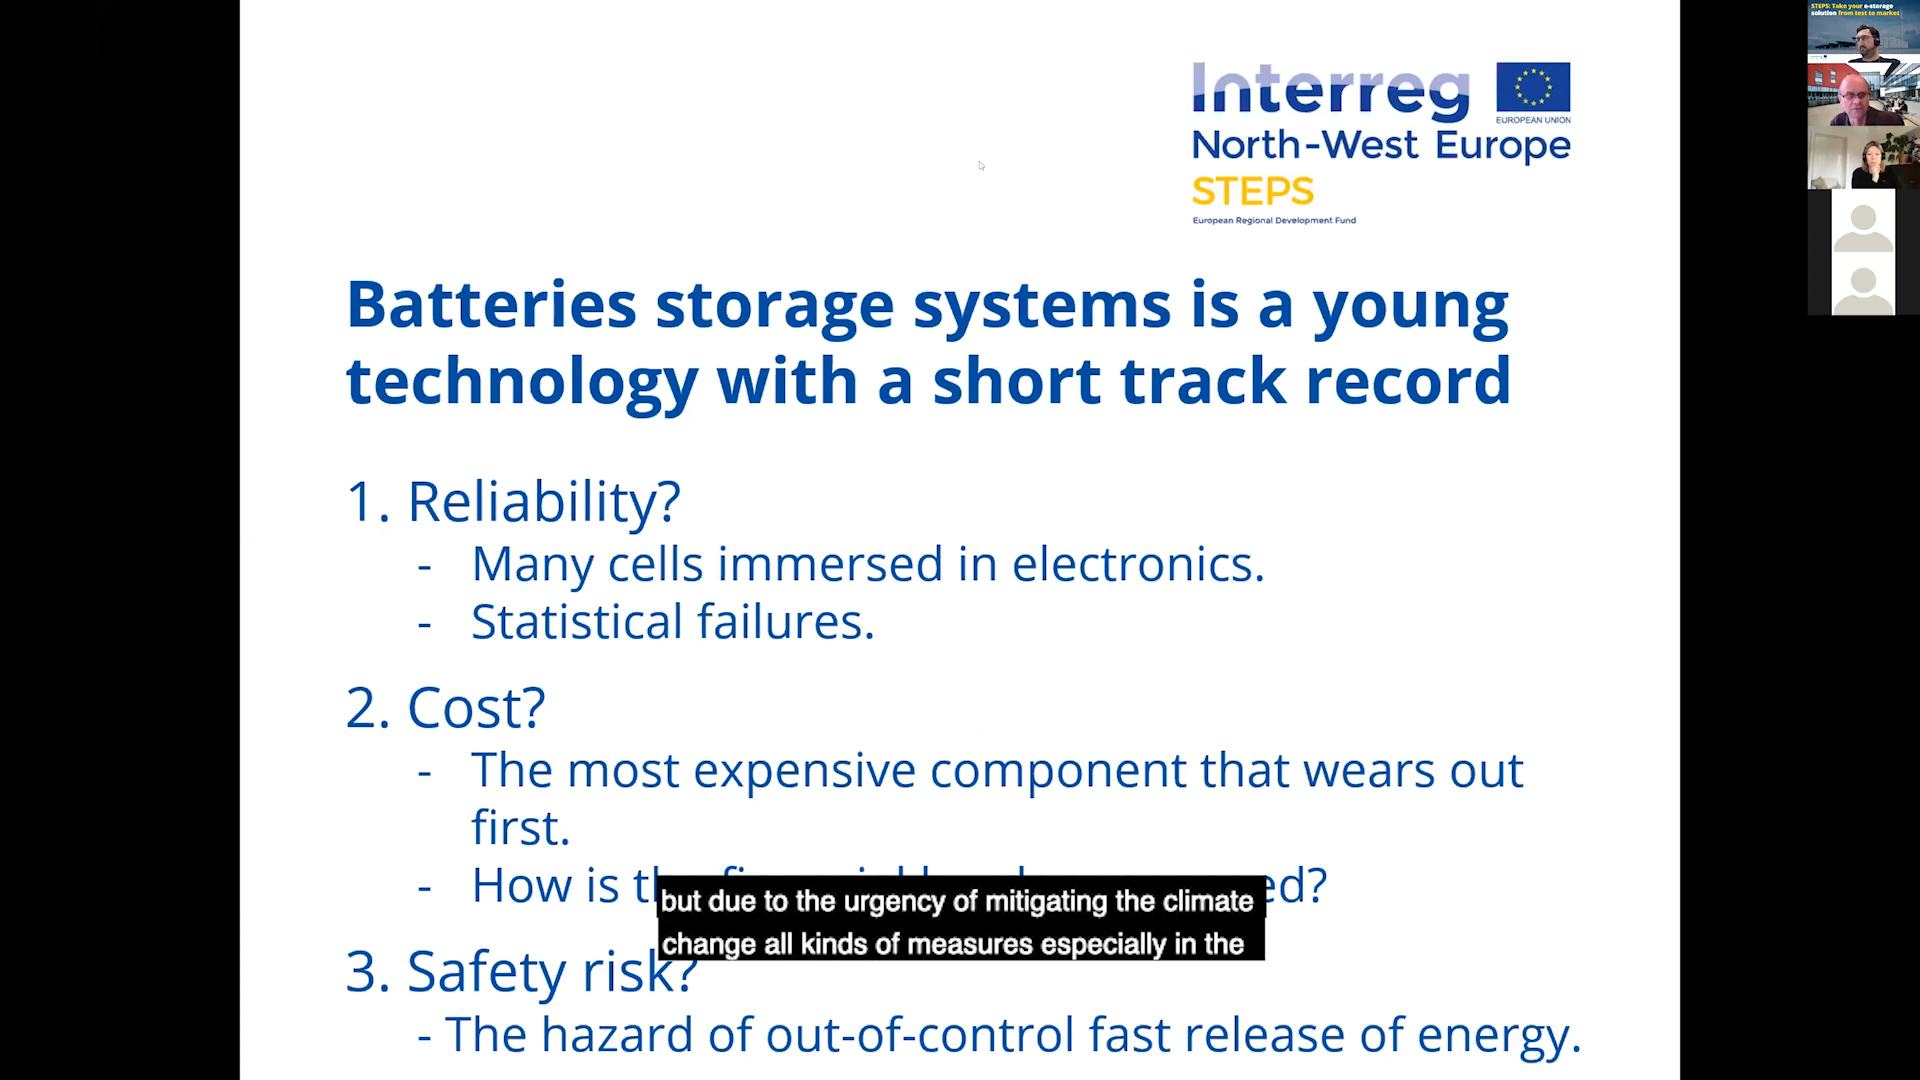 Interreg
EUROPEAN UNION
North-West Europe
STEPS
European Regional Development Fund
STEPS: Take your e-storage
solution from test to market
Batteries storage systems is a young
technology with a short track record
1. Reliability?
- Many cells immersed in electronics.
- Statistical failures.
2. Cost?
- The most expensive component that wears out
first.
- How is
but due to the urgency of mitigating the climate
change all kinds of measures especially in the
3. Safety risk?
- The hazard of out-of-control fast release of energy.